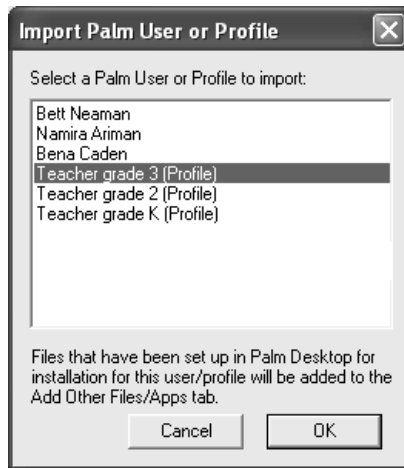 Import Palm User or Profile
Select a Palm User or Profile to import:
Bett Neaman
Namira Ariman
Bena Caden
Teacher grade 3 (Profile)
Teacher grade 2 (Profile)
Teacher grade K (Profile)
Files that have been set up in Palm Desktop for
installation for this user/profile will be added to the
Add Other Files/Apps tab.
Cancel OK